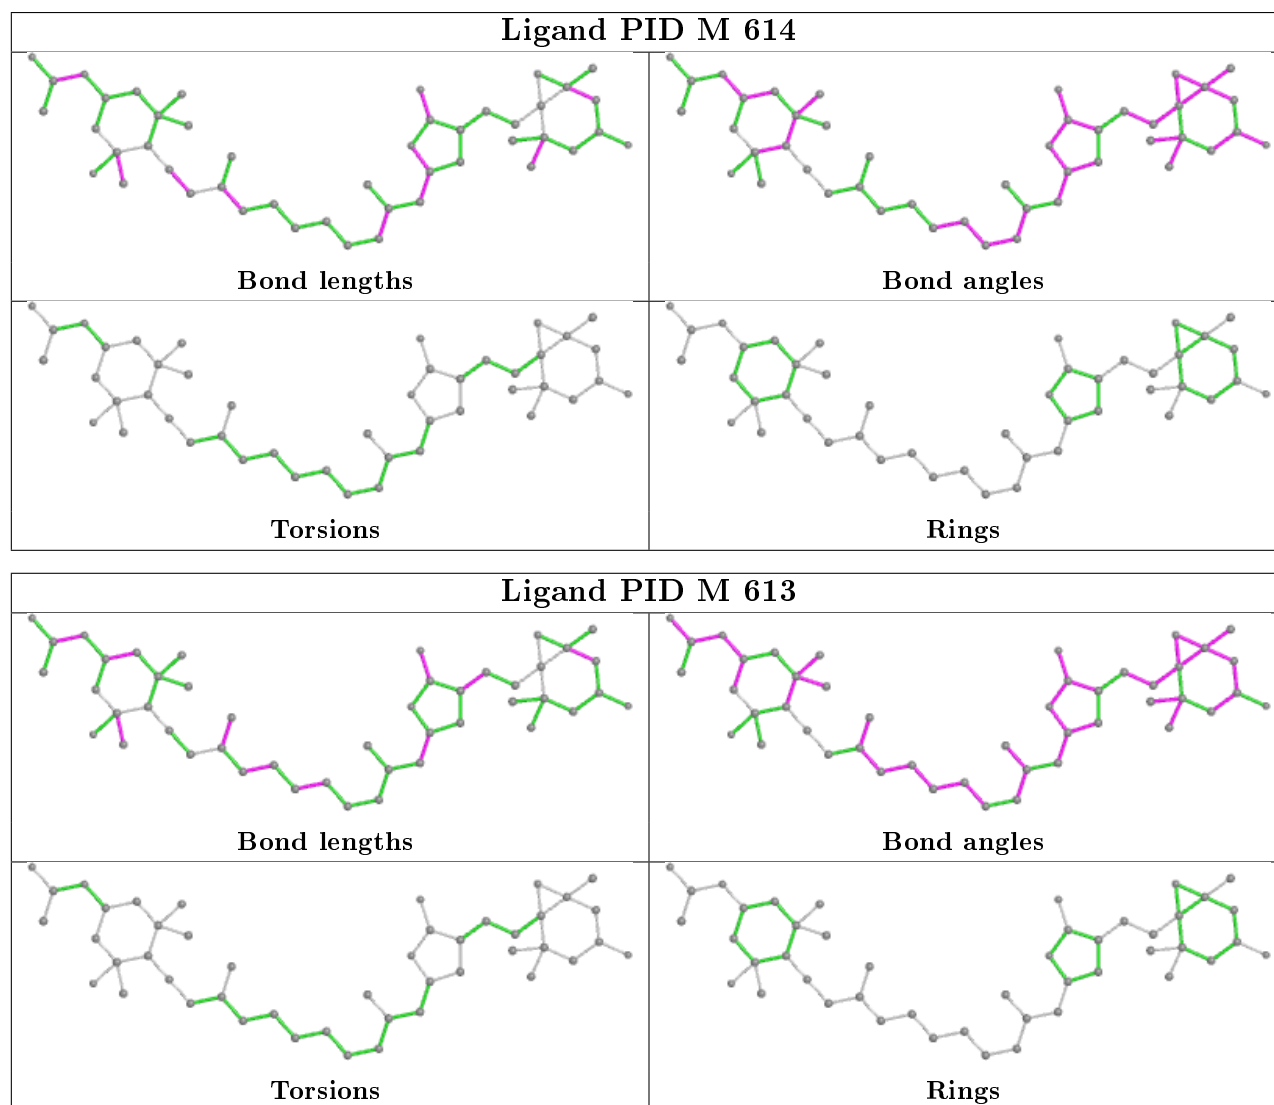 Ligand PID M 614
Bond lengths
Bond angles
Torsions
Rings
Ligand PID M 613
Bond lengths
Bond angles
Torsions
Rings